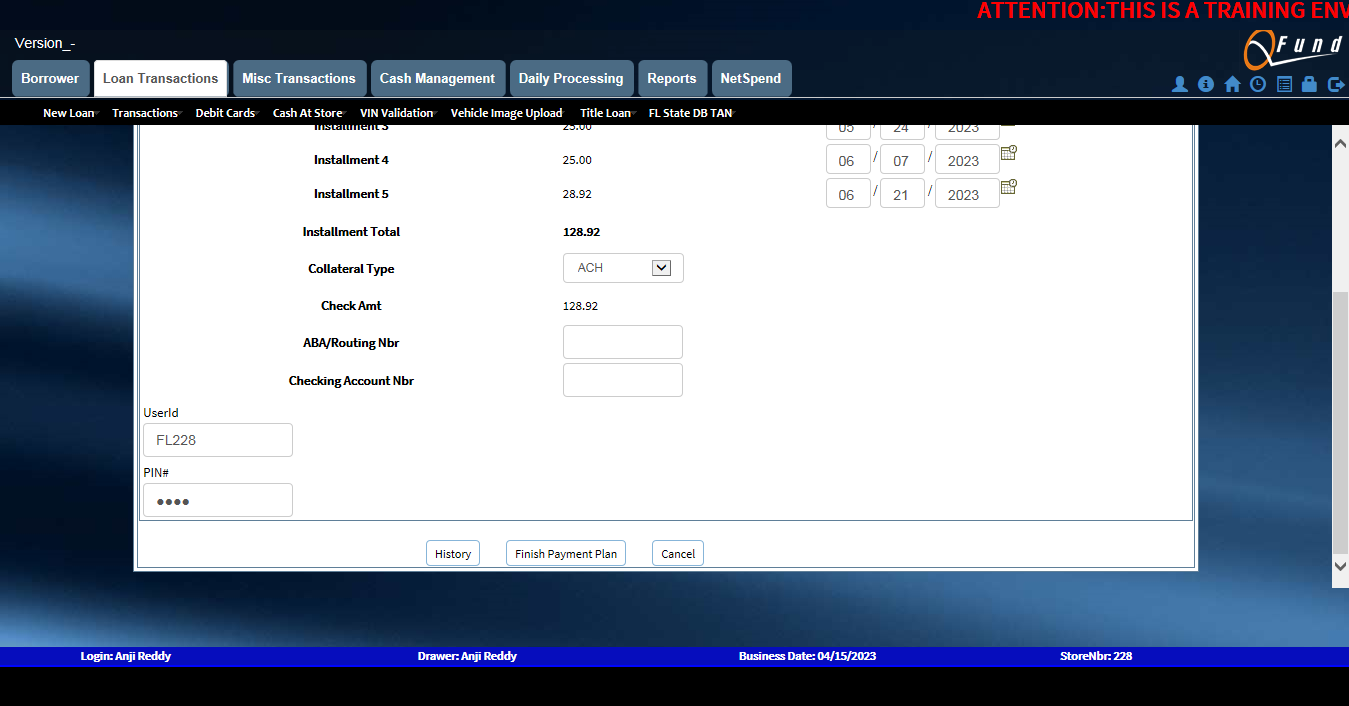 ATTENTION:THIS IS A TRAINING ENV
Version_-
QFund
Borrower Loan Transactions Misc Transactions Cash Management Daily Processing Reports NetSpend
New Loan Transactions Debit Cards Cash At Store VIN Validation Vehicle Image Upload Title Loan FL State DB TAN
Installment 3 25.00 05 / 24 / 2023
Installment 4 25.00 06 / 07 / 2023
Installment 5 28.92 06 / 21 / 2023
Installment Total 128.92
Collateral Type ACH
Check Amt 128.92
ABA/Routing Nbr
Checking Account Nbr
UserId
FL228
PIN#
●●●●
History Finish Payment Plan Cancel
Login: Anji Reddy Drawer: Anji Reddy Business Date: 04/15/2023 StoreNbr: 228